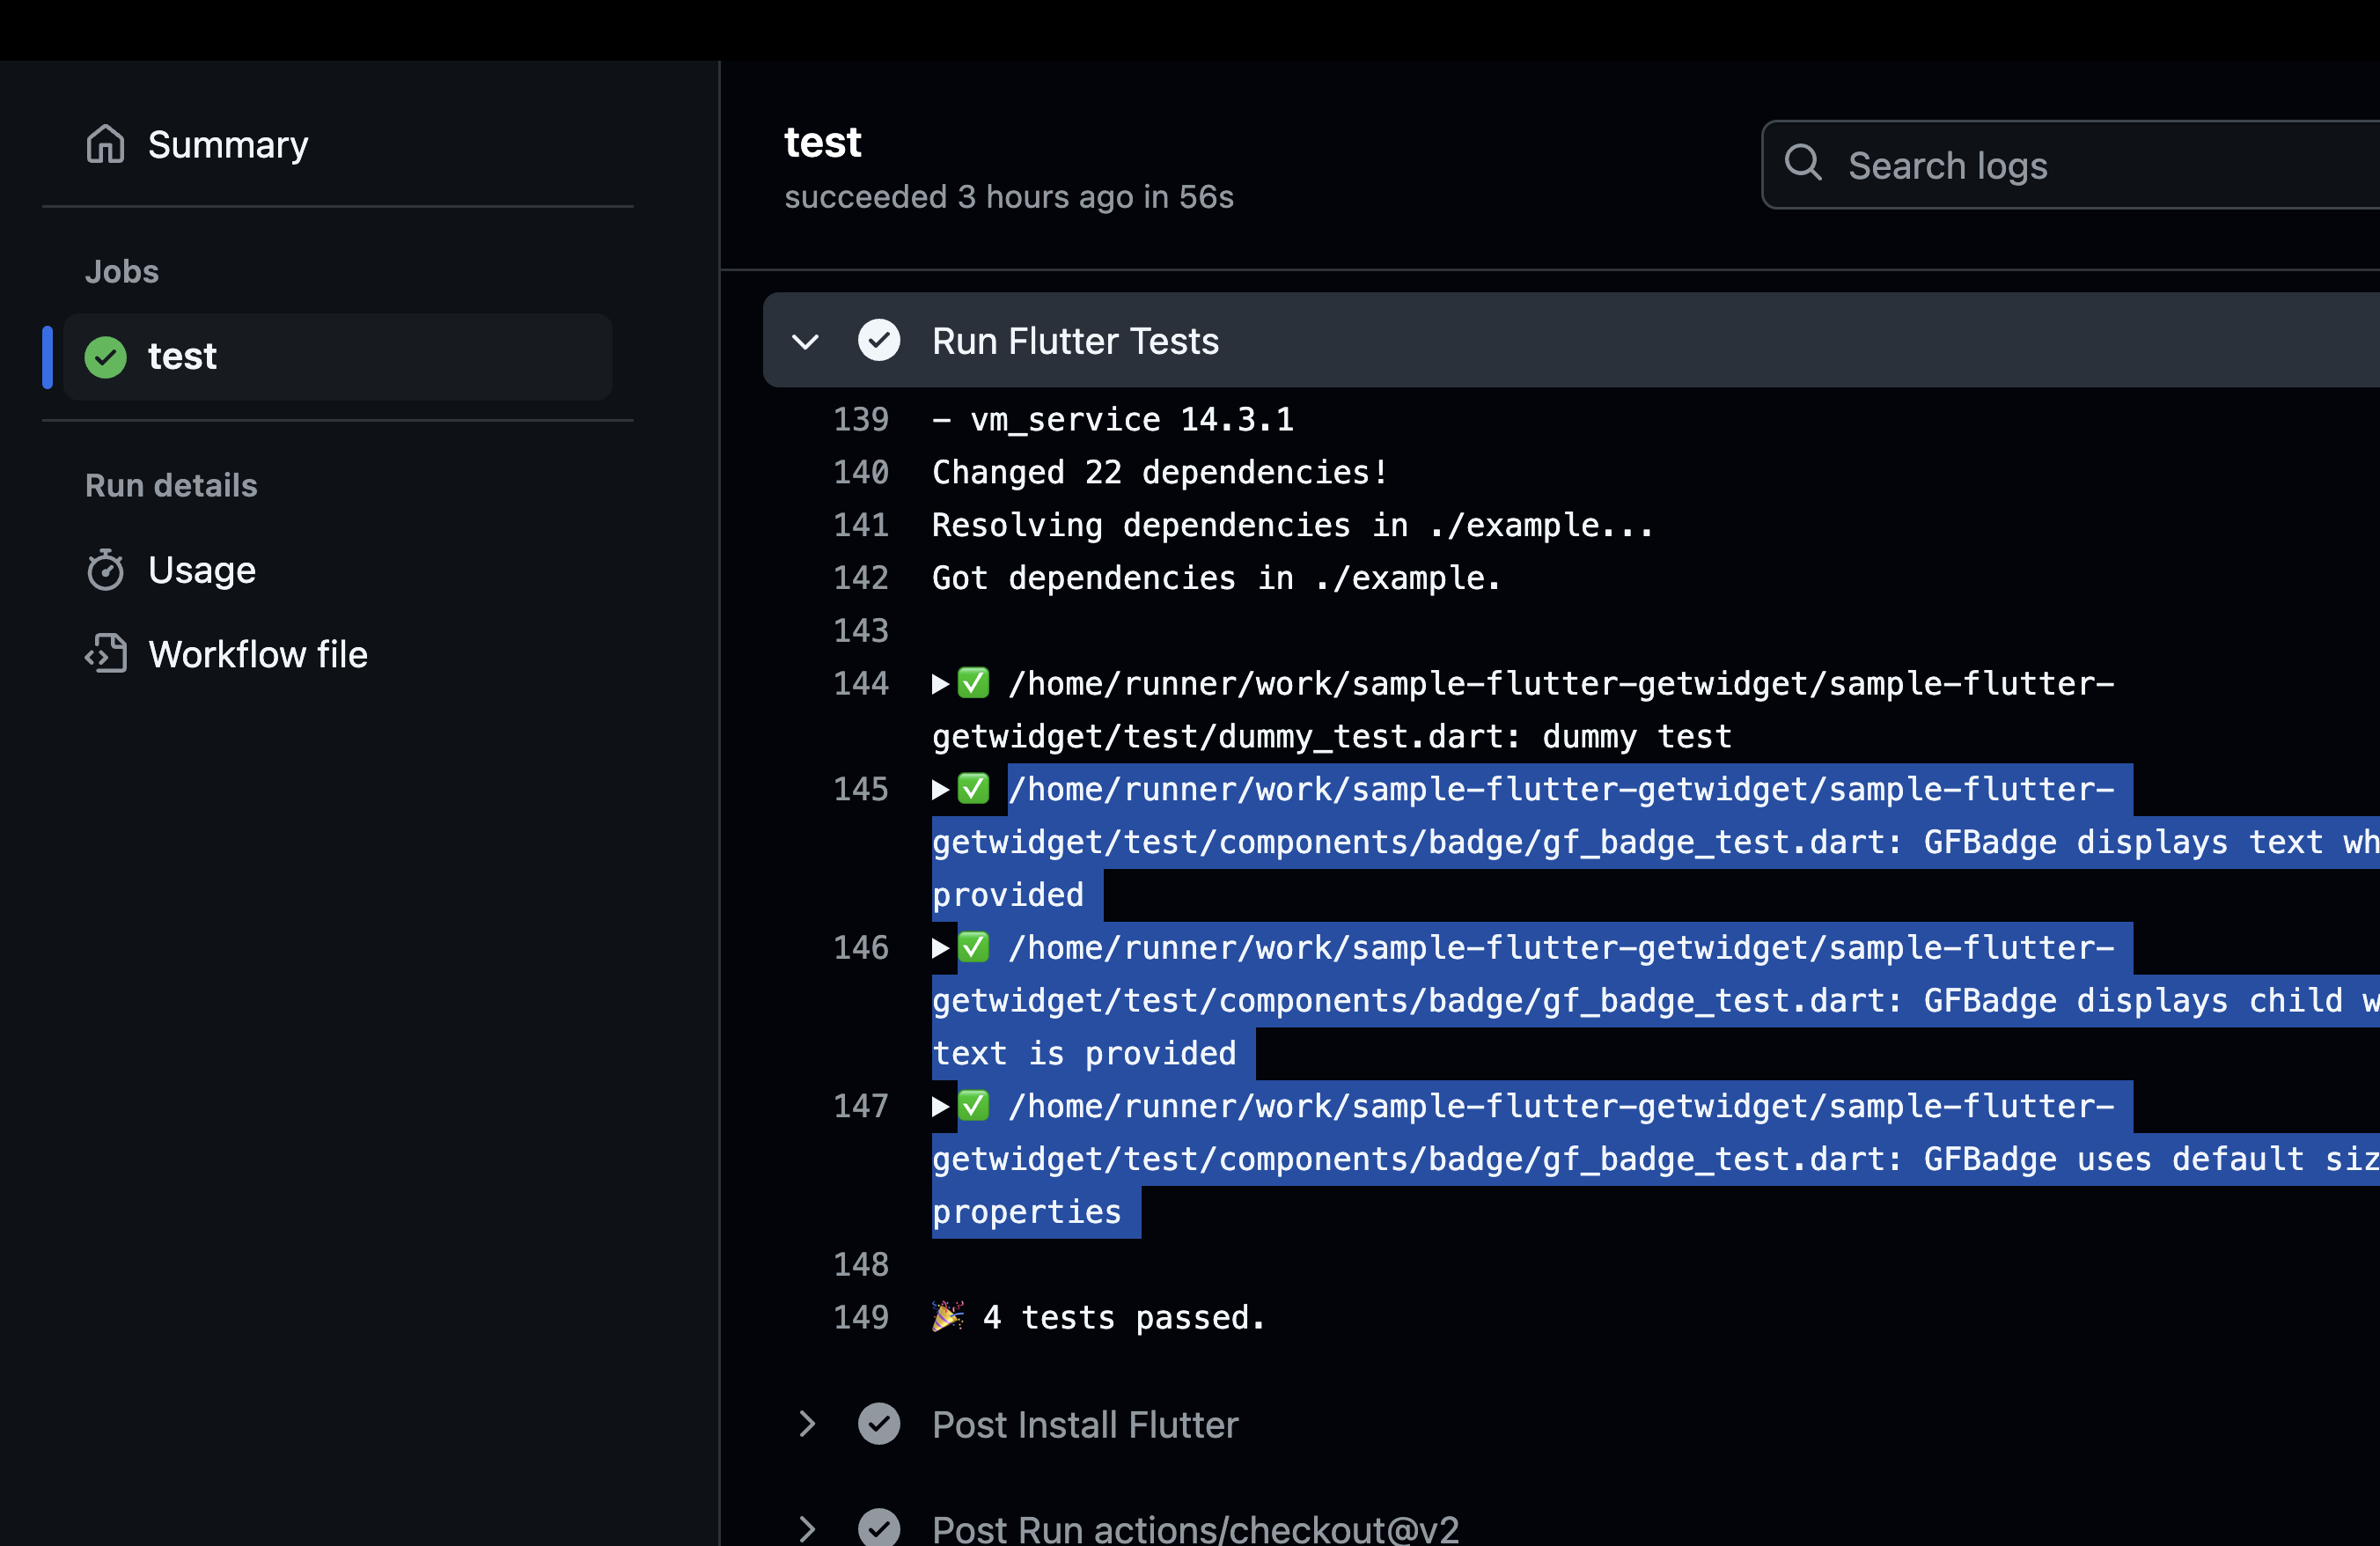 Summary
Jobs
test
Run details
Usage
Workflow file
test
succeeded 3 hours ago in 56s
Search logs
Run Flutter Tests
139 - vm_service 14.3.1
140 Changed 22 dependencies!
141 Resolving dependencies in ./example...
142 Got dependencies in ./example.
143
144 ▶✅ /home/runner/work/sample-flutter-getwidget/sample-flutter-
getwidget/test/dummy_test.dart: dummy test
145 ▶✅ /home/runner/work/sample-flutter-getwidget/sample-flutter-
getwidget/test/components/badge/gf_badge_test.dart: GFBadge displays text
provided
146 ▶✅ /home/runner/work/sample-flutter-getwidget/sample-flutter-
getwidget/test/components/badge/gf_badge_test.dart: GFBadge displays child
text is provided
147 ▶✅ /home/runner/work/sample-flutter-getwidget/sample-flutter-
getwidget/test/components/badge/gf_badge_test.dart: GFBadge uses default
properties
148
149 🎉 4 tests passed.
Post Install Flutter
Post Run actions/checkout@v2